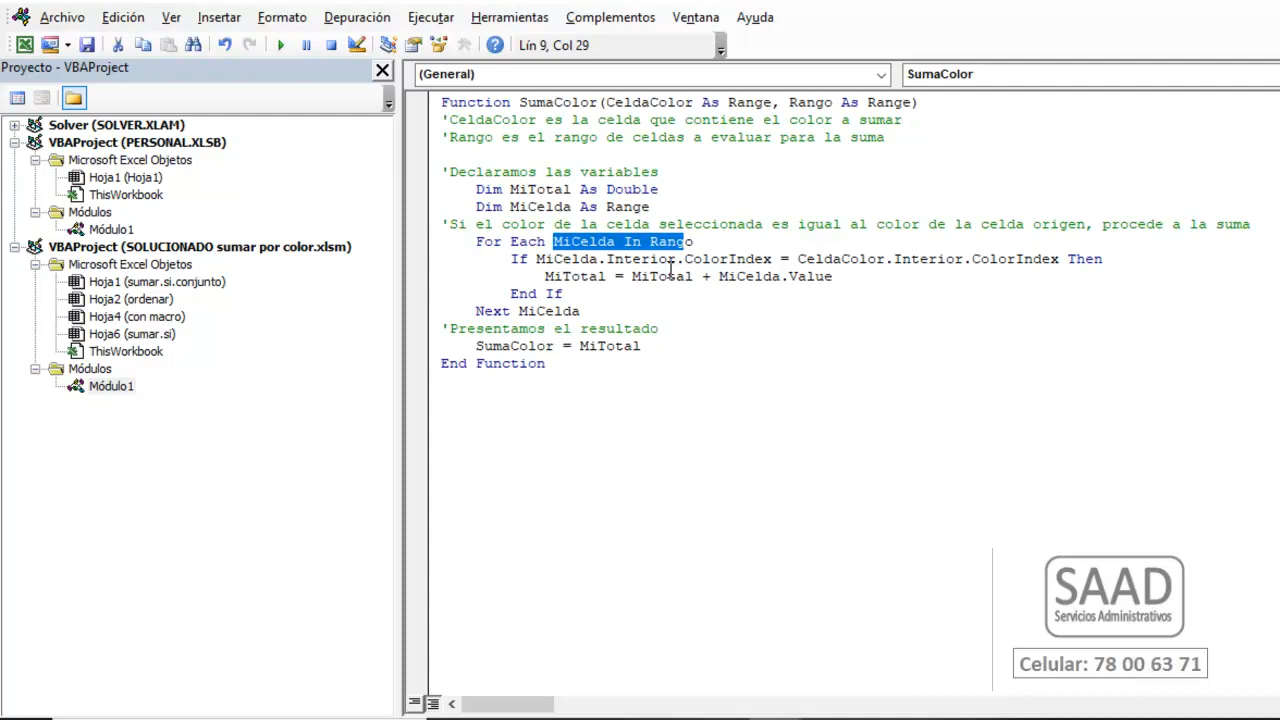 Archivo Edición Ver Insertar Formato Depuración Ejecutar Herramientas Complementos Ventana Ayuda
Lín 9, Col 29
Proyecto - VBAProject
(General) SumaColor
Solver (SOLVER.XLAM)
VBAProject (PERSONAL.XLSB)
Microsoft Excel Objetos
Hoja1 (Hoja1)
ThisWorkbook
Módulos
Módulo1
VBAProject (SOLUCIONADO sumar por color.xlsm)
Microsoft Excel Objetos
Hoja1 (sumar.si.conjunto)
Hoja2 (ordenar)
Hoja4 (con macro)
Hoja6 (sumar.si)
ThisWorkbook
Módulos
Módulo1
Function SumaColor(CeldaColor As Range, Rango As Range)
'CeldaColor es la celda que contiene el color a sumar
'Rango es el rango de celdas a evaluar para la suma
'Declaramos las variables
Dim MiTotal As Double
Dim MiCelda As Range
'Si el color de la celda seleccionada es igual al color de la celda origen, procede a la suma
For Each MiCelda In Rango
If MiCelda.Interior.ColorIndex = CeldaColor.Interior.ColorIndex Then
MiTotal = MiTotal + MiCelda.Value
End If
Next MiCelda
'Presentamos el resultado
SumaColor = MiTotal
End Function
SAAD
Servicios Administrativos
Celular: 78 00 63 71